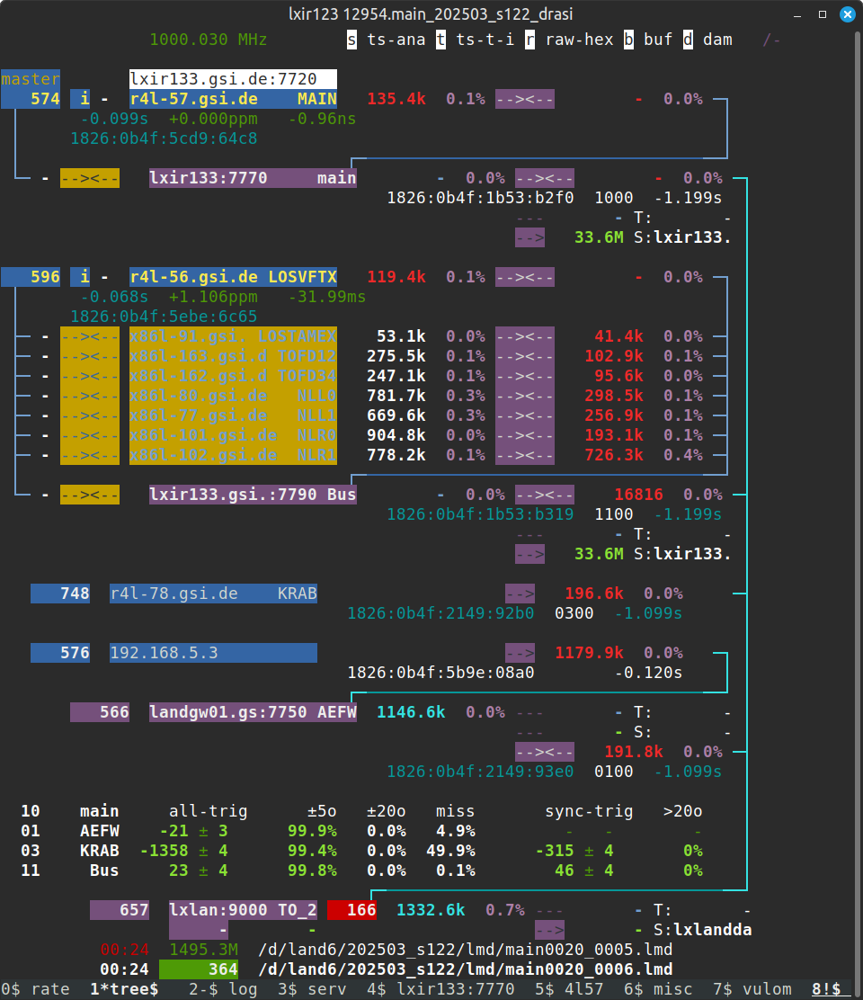 lxir123 12954.main_202503_s122_drasi
1000.030 MHz s ts-ana t ts-t-i r raw-hex b buf d dam /-
master lxir133.gsi.de:7720
574 i - r4l-57.gsi.de MAIN 135.4k 0.1% --><-- - 0.0%
-0.099s +0.000ppm -0.96ns
1826:0b4f:5cd9:64c8
- --><-- lxir133:7770 main - 0.0% --><-- - 0.0%
1826:0b4f:1b53:b2f0 1000 -1.199s
--- - T: -
--> 33.6M S:lxir133.
596 i - r4l-56.gsi.de LOSVFTX 119.4k 0.1% --><-- - 0.0%
-0.068s +1.106ppm -31.99ms
1826:0b4f:5ebe:6c65
- --><-- x86l-91.gsi. LOSTAMEX 53.1k 0.0% --><-- 41.4k 0.0%
- --><-- x86l-163.gsi.d TOFD12 275.5k 0.1% --><-- 102.9k 0.1%
- --><-- x86l-162.gsi.d TOFD34 247.1k 0.1% --><-- 95.6k 0.0%
- --><-- x86l-80.gsi.de NLL0 781.7k 0.3% --><-- 298.5k 0.1%
- --><-- x86l-77.gsi.de NLL1 669.6k 0.3% --><-- 256.9k 0.1%
- --><-- x86l-101.gsi.de NLR0 904.8k 0.0% --><-- 193.1k 0.1%
- --><-- x86l-102.gsi.de NLR1 778.2k 0.1% --><-- 726.3k 0.4%
- --><-- lxir133.gsi.:7790 Bus - 0.0% --><-- 16816 0.0%
1826:0b4f:1b53:b319 1100 -1.199s
--- - T: -
--> 33.6M S:lxir133.
748 r4l-78.gsi.de KRAB --> 196.6k 0.0%
1826:0b4f:2149:92b0 0300 -1.099s
576 192.168.5.3 --> 1179.9k 0.0%
1826:0b4f:5b9e:08a0 -0.120s
566 landgw01.gs:7750 AEFW 1146.6k 0.0% --- - T: -
--- - S: -
--><-- 191.8k 0.0%
1826:0b4f:2149:93e0 0100 -1.099s
10 main all-trig ±5o ±20o miss sync-trig >20o
01 AEFW -21 ± 3 99.9% 0.0% 4.9% - - -
03 KRAB -1358 ± 4 99.4% 0.0% 49.9% -315 ± 4 0%
11 Bus 23 ± 4 99.8% 0.0% 0.1% 46 ± 4 0%
657 lxlan:9000 TO_2 166 1332.6k 0.7% --- - T: -
- - --> - S:lxlandda
00:24 1495.3M /d/land6/202503_s122/lmd/main0020_0005.lmd
00:24 364 /d/land6/202503_s122/lmd/main0020_0006.lmd
0$ rate 1*tree$ 2-$ log 3$ serv 4$ lxir133:7770 5$ 4l57 6$ misc 7$ vulom 8!$